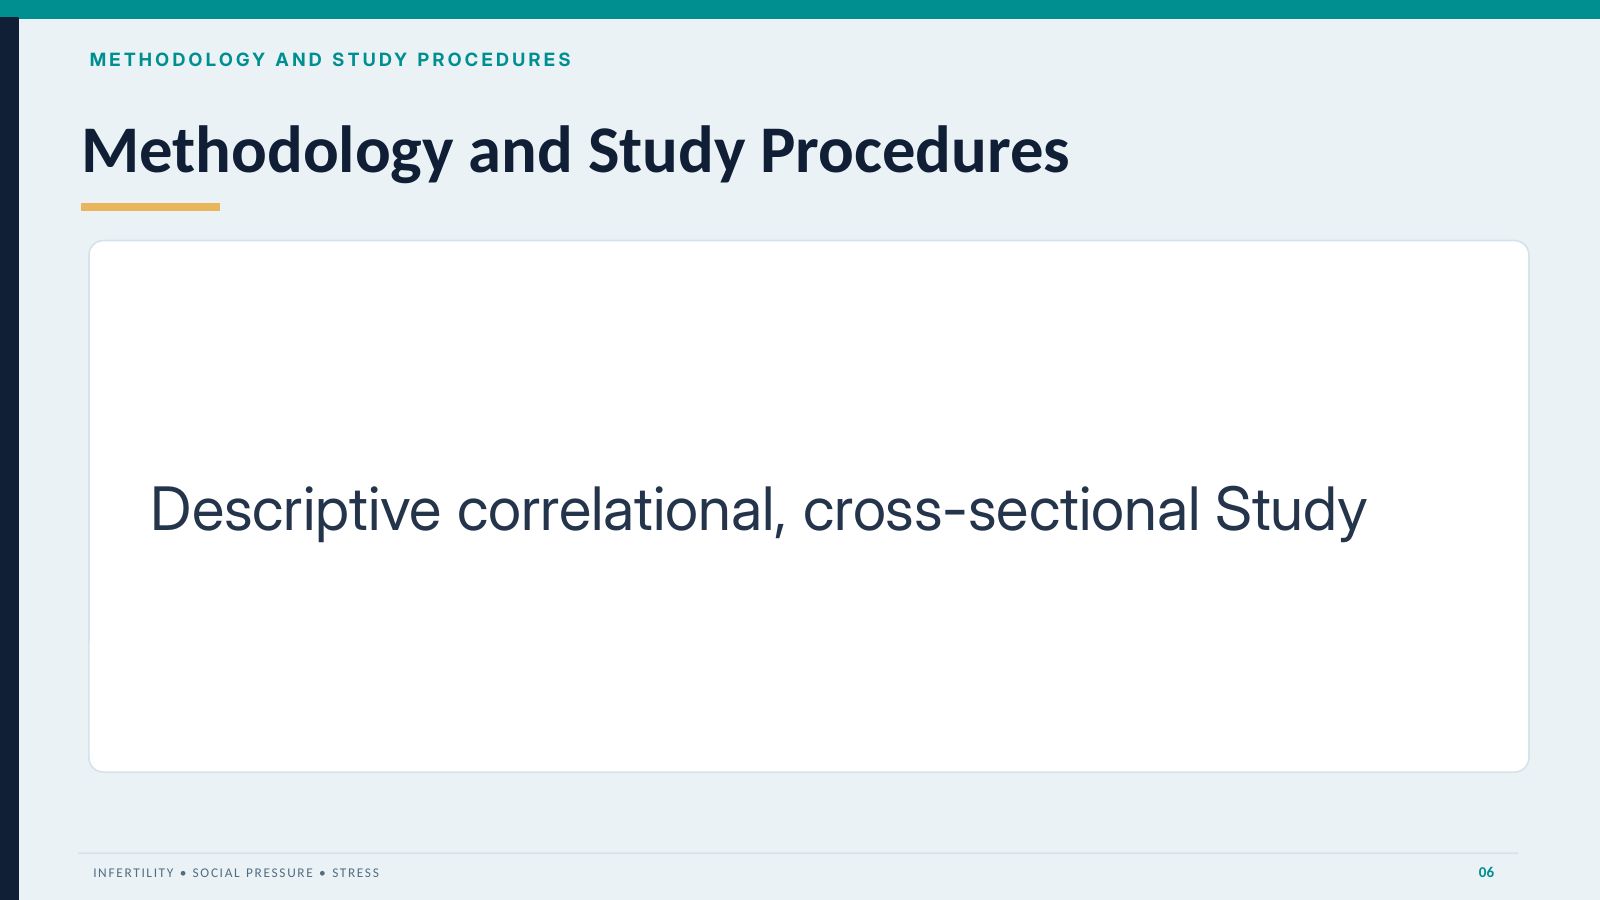 METHODOLOGY AND STUDY PROCEDURES
Methodology and Study Procedures
Descriptive correlational, cross-sectional Study
INFERTILITY • SOCIAL PRESSURE • STRESS
06